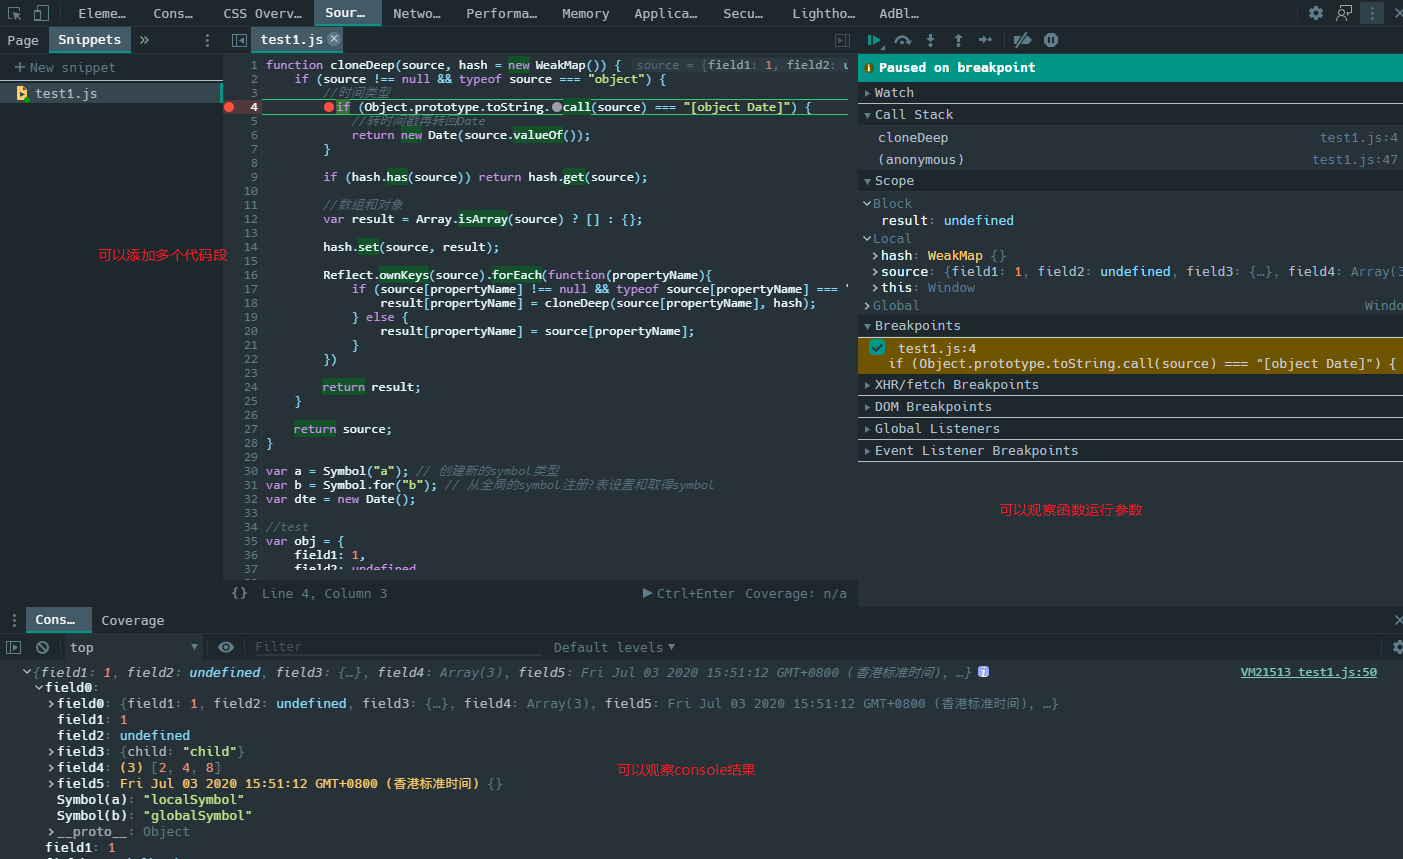 Eleme… Cons… CSS Overv… Sour… Netwo… Performa… Memory Applica… Secu… Lightho… AdBl…
Page Snippets »
+ New snippet
test1.js
test1.js
1 function cloneDeep(source, hash = new WeakMap()) { source = {field1: 1, field2: u
2 if (source !== null && typeof source === "object") {
3 //时间类型
4 if (Object.prototype.toString.call(source) === "[object Date]") {
5 //转时间戳再转回Date
6 return new Date(source.valueOf());
7 }
8
9 if (hash.has(source)) return hash.get(source);
10
11 //数组和对象
12 var result = Array.isArray(source) ? [] : {};
13
14 hash.set(source, result);
15
16 Reflect.ownKeys(source).forEach(function(propertyName){
17 if (source[propertyName] !== null && typeof source[propertyName] === '
18 result[propertyName] = cloneDeep(source[propertyName], hash);
19 } else {
20 result[propertyName] = source[propertyName];
21 }
22 })
23
24 return result;
25 }
26
27 return source;
28 }
29
30 var a = Symbol("a"); // 创建新的symbol类型
31 var b = Symbol.for("b"); // 从全局的symbol注册?表设置和取得symbol
32 var dte = new Date();
33
34 //test
35 var obj = {
36 field1: 1,
37 field2: undefined
可以添加多个代码段
{} Line 4, Column 3 ▶ Ctrl+Enter Coverage: n/a
Paused on breakpoint
Watch
Call Stack
cloneDeep test1.js:4
(anonymous) test1.js:47
Scope
Block
result: undefined
Local
hash: WeakMap {}
source: {field1: 1, field2: undefined, field3: {…}, field4: Array(3
this: Window
Global Windo
Breakpoints
test1.js:4
if (Object.prototype.toString.call(source) === "[object Date]") {
XHR/fetch Breakpoints
DOM Breakpoints
Global Listeners
Event Listener Breakpoints
可以观察函数运行参数
Cons… Coverage
top Filter Default levels ▼
{field1: 1, field2: undefined, field3: {…}, field4: Array(3), field5: Fri Jul 03 2020 15:51:12 GMT+0800 (香港标准时间), …} i VM21513 test1.js:50
field0:
field0: {field1: 1, field2: undefined, field3: {…}, field4: Array(3), field5: Fri Jul 03 2020 15:51:12 GMT+0800 (香港标准时间), …}
field1: 1
field2: undefined
field3: {child: "child"}
field4: (3) [2, 4, 8]
field5: Fri Jul 03 2020 15:51:12 GMT+0800 (香港标准时间) {}
Symbol(a): "localSymbol"
Symbol(b): "globalSymbol"
__proto__: Object
field1: 1
可以观察console结果